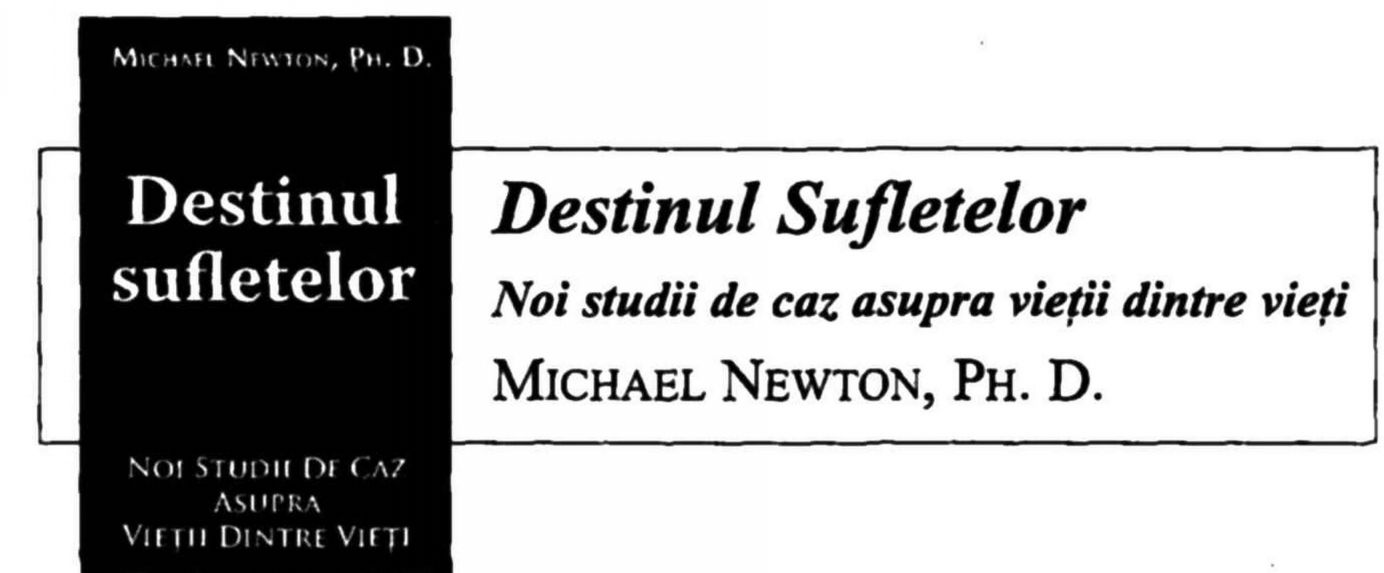 MICHAEL NEWTON, PH. D.
Destinul
sufletelor
NOI STUDII DE CAZ
ASUPRA
VIEȚII DINTRE VIEȚI
Destinul Sufletelor
Noi studii de caz asupra vieții dintre vieți
MICHAEL NEWTON, PH. D.